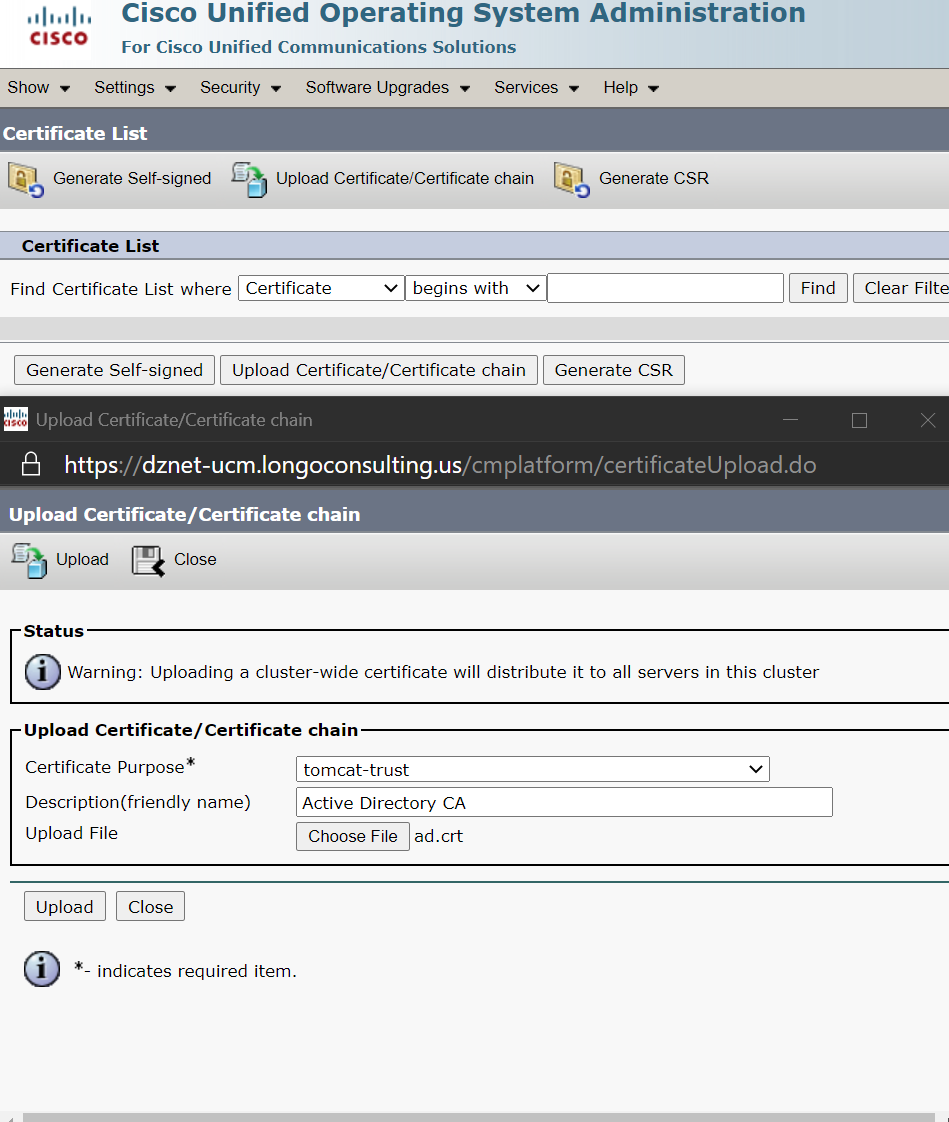 Cisco Unified Operating System Administration
CISCO
For Cisco Unified Communications Solutions
Show Settings Security Software Upgrades Services Help
Certificate List
Generate Self-signed Upload Certificate/Certificate chain Generate CSR
Certificate List
Find Certificate List where Certificate begins with Find Clear Filte
Generate Self-signed Upload Certificate/Certificate chain Generate CSR
CISCO Upload Certificate/Certificate chain
https://dznet-ucm.longoconsulting.us/cmplatform/certificateUpload.do
Upload Certificate/Certificate chain
Upload Close
Status
Warning: Uploading a cluster-wide certificate will distribute it to all servers in this cluster
Upload Certificate/Certificate chain
Certificate Purpose* tomcat-trust
Description(friendly name) Active Directory CA
Upload File Choose File ad.crt
Upload Close
*- indicates required item.